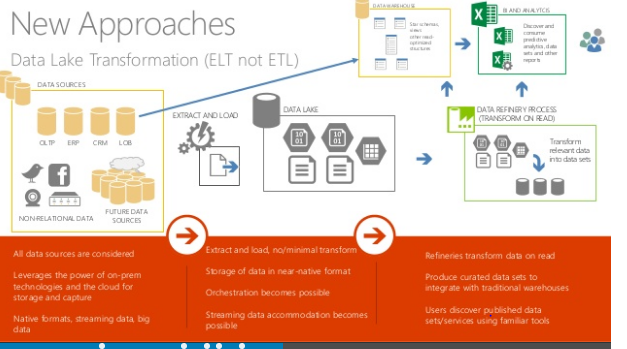 New Approaches
Data Lake Transformation (ELT not ETL)
DATA WAREHOUSE
Star schemas,
views
other read-
optimized
structures
BI AND ANALYTICS
Discover and
consume
predictive
analytics, data
sets and other
reports
DATA SOURCES
OLTP
ERP
CRM
LOB
NON-RELATIONAL DATA
FUTURE DATA
SOURCES
EXTRACT AND LOAD
DATA LAKE
10
01
10
01
DATA REFINERY PROCESS
(TRANSFORM ON READ)
Transform
relevant data
into data sets
All data sources are considered
Leverages the power of on-prem
technologies and the cloud for
storage and capture
Native formats, streaming data, big
data
Extract and load, no/minimal transform
Storage of data in near-native format
Orchestration becomes possible
Streaming data accommodation becomes
possible
Refineries transform data on read
Produce curated data sets to
integrate with traditional warehouses
Users discover published data
sets/services using familiar tools